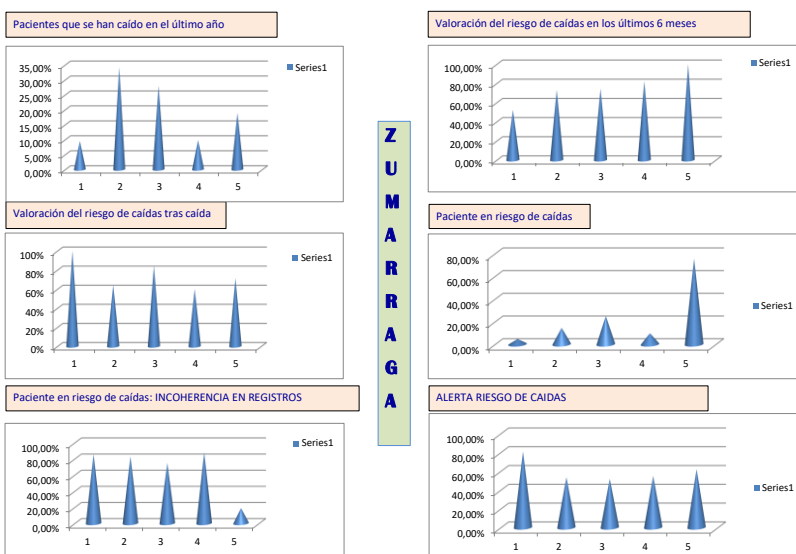 Pacientes que se han caído en el último año
35,00%
30,00%
25,00%
20,00%
15,00%
10,00%
5,00%
0,00%
1 2 3 4 5
Series1
Valoración del riesgo de caídas en los últimos 6 meses
100,00%
80,00%
60,00%
40,00%
20,00%
0,00%
1 2 3 4 5
Series1
Z
U
M
A
R
R
A
G
A
Valoración del riesgo de caídas tras caída
100%
80%
60%
40%
20%
0%
1 2 3 4 5
Series1
Paciente en riesgo de caídas
80,00%
60,00%
40,00%
20,00%
0,00%
1 2 3 4 5
Series1
Paciente en riesgo de caídas: INCOHERENCIA EN REGISTROS
100,00%
80,00%
60,00%
40,00%
20,00%
0,00%
1 2 3 4 5
Series1
ALERTA RIESGO DE CAIDAS
100,00%
80,00%
60,00%
40,00%
20,00%
0,00%
1 2 3 4 5
Series1